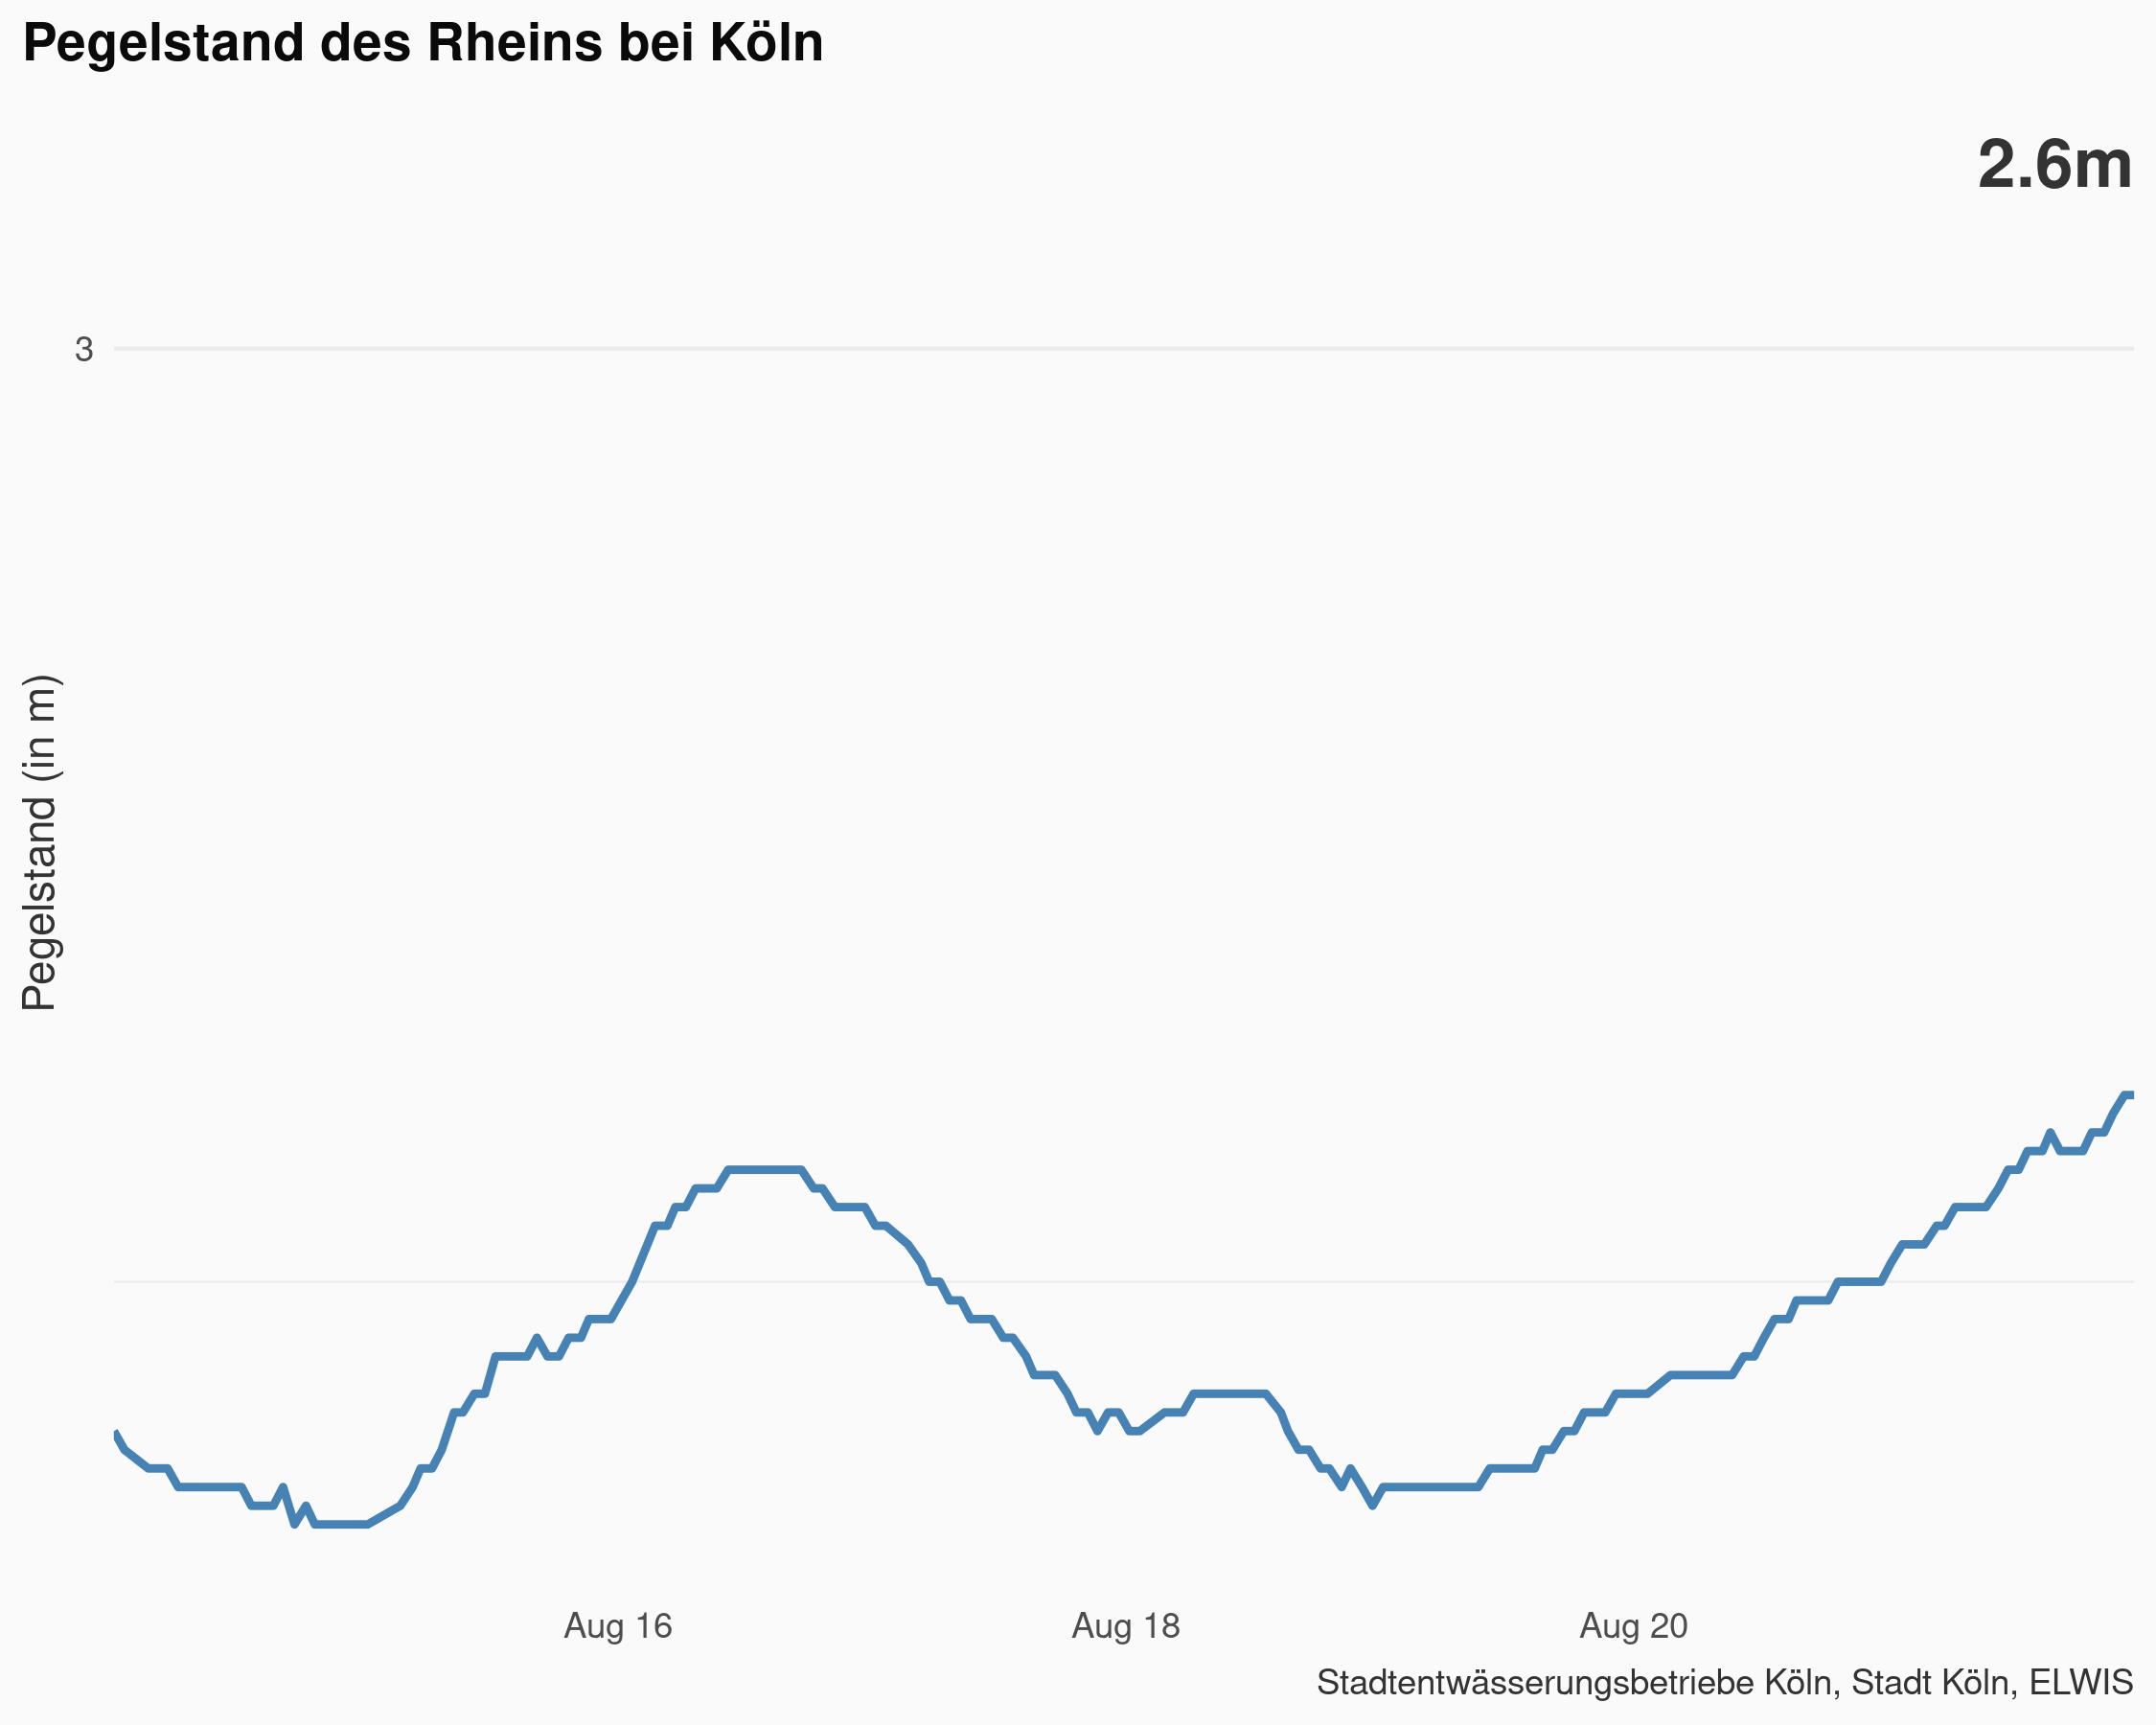 Pegelstand des Rheins bei Köln
2.6m
3
Pegelstand (in m)
Aug 16
Aug 18
Aug 20
Stadtentwässerungsbetriebe Köln, Stadt Köln, ELWIS